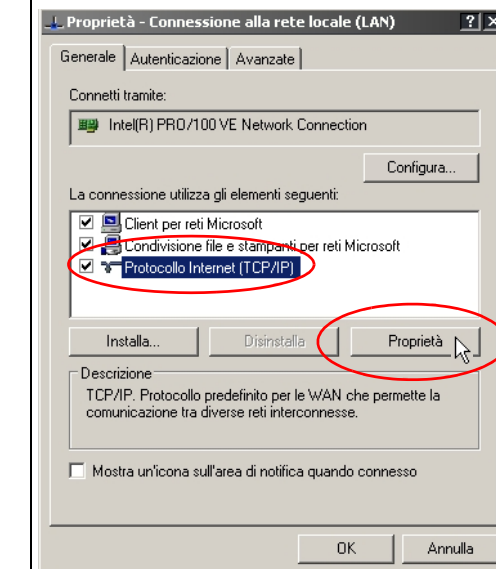 Proprietà - Connessione alla rete locale (LAN)
Generale Autenticazione Avanzate
Connetti tramite:
Intel(R) PRO/100 VE Network Connection
Configura...
La connessione utilizza gli elementi seguenti:
Client per reti Microsoft
Condivisione file e stampanti per reti Microsoft
Protocollo Internet (TCP/IP)
Installa... Disinstalla Proprietà
Descrizione
TCP/IP. Protocollo predefinito per le WAN che permette la
comunicazione tra diverse reti interconnesse.
Mostra un'icona sull'area di notifica quando connesso
OK Annulla